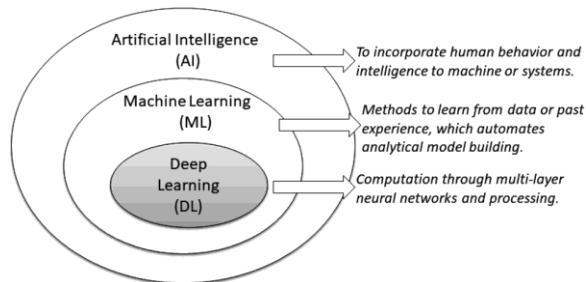 Artificial Intelligence
(AI)
To incorporate human behavior and
intelligence to machine or systems.
Machine Learning
(ML)
Methods to learn from data or past
experience, which automates
analytical model building.
Deep
Learning
(DL)
Computation through multi-layer
neural networks and processing.